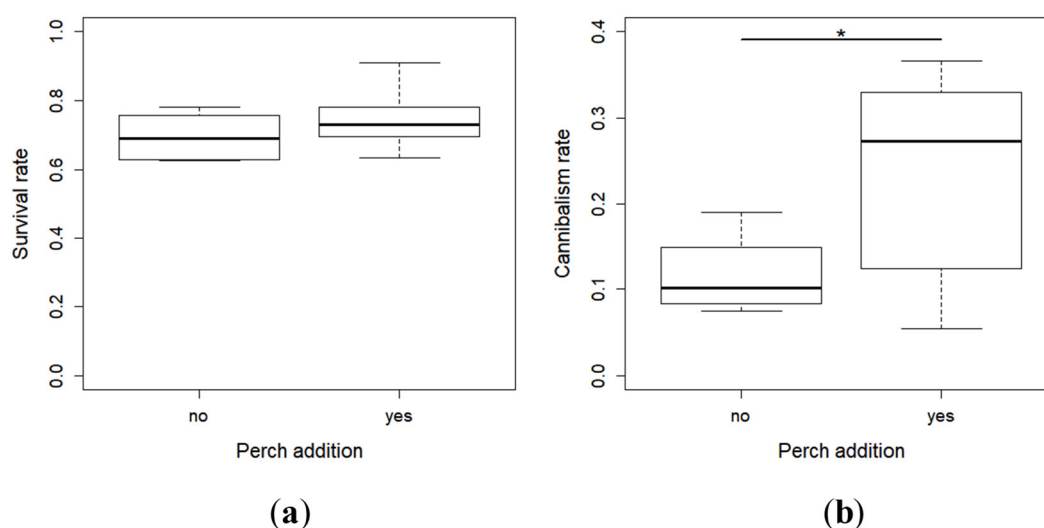 Survival rate
1.0
0.8
0.6
0.4
0.2
0.0
no yes
Perch addition
(a)
Cannibalism rate
0.4
0.3
0.2
0.1
0.0
*
no yes
Perch addition
(b)